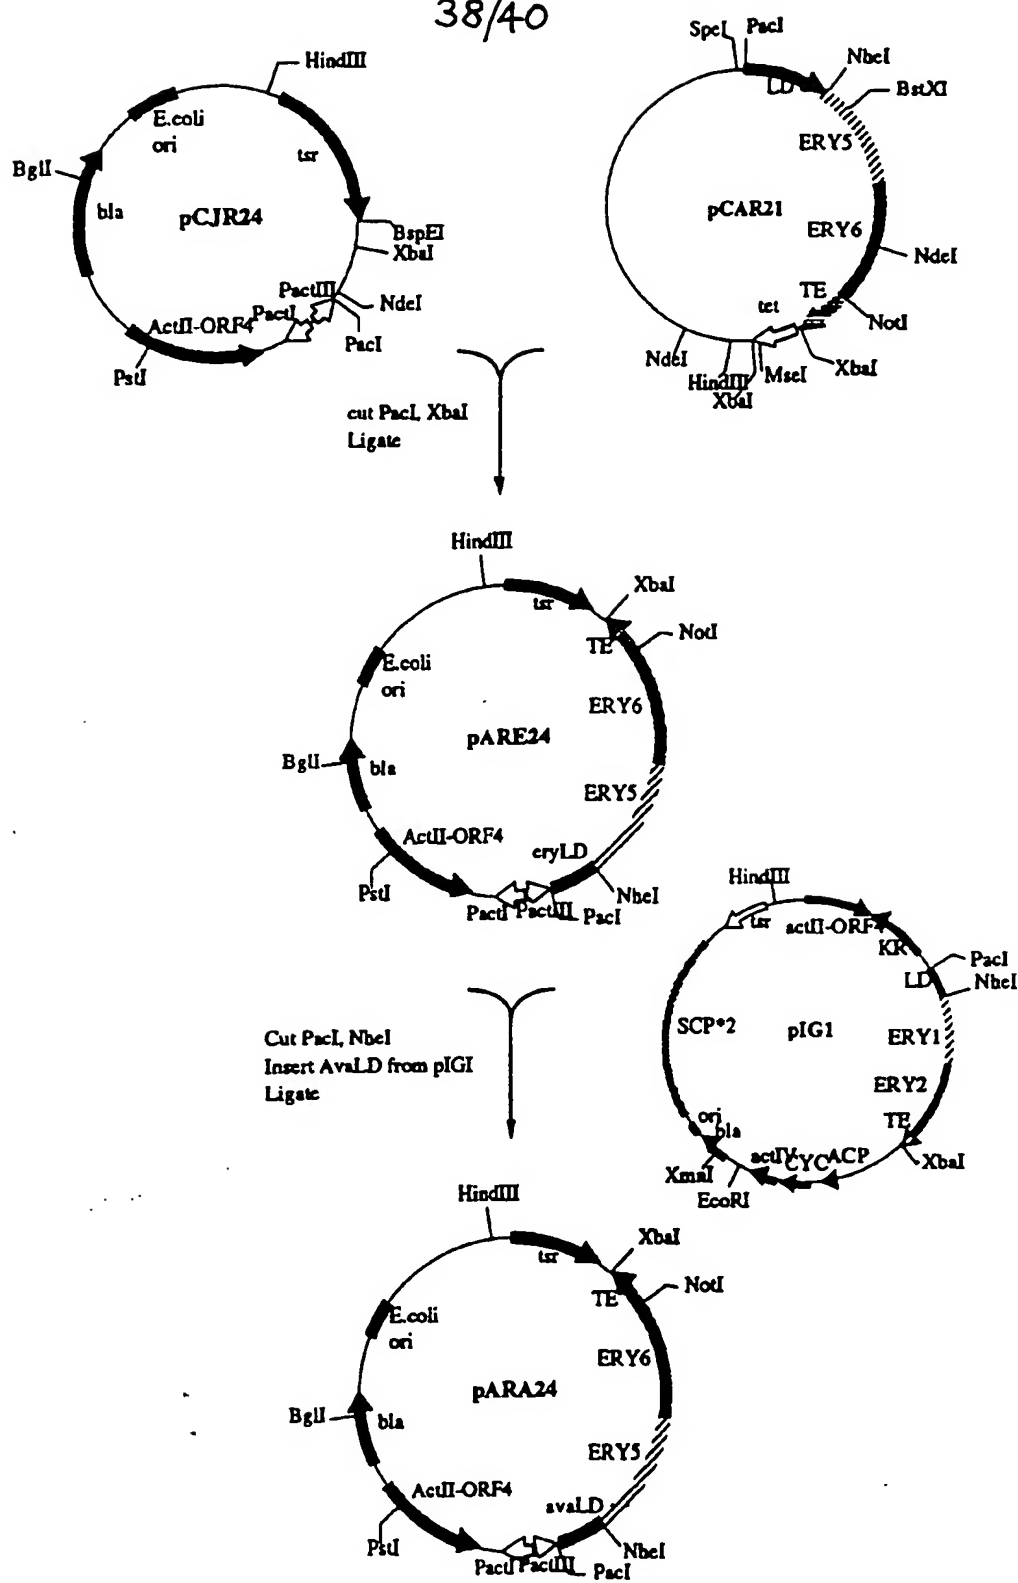 38/40
HindIII
E.coli
ori
tsr
BglI
bla
pCJR24
BspEI
XbaI
PactIII
NdeI
PactI
ActII-ORF4
PacI
PstI
SpeI
PacI
LD
NheI
BstXI
ERY5
pCAR21
ERY6
NdeI
TE
tet
NotI
NdeI
XbaI
MseI
HindIII
XbaI
cut PacI, XbaI
Ligate
HindIII
tsr
XbaI
TE
NotI
E.coli
ori
ERY6
pARE24
BglI
bla
ERY5
ActII-ORF4
eryLD
PstI
NheI
PactI
PactIII
PacI
HindIII
tsr
actII-ORF4
KR
PacI
LD
NheI
SCP*2
pIG1
ERY1
ERY2
ori
bla
TE
actIV
CYC
ACP
XbaI
XmaI
EcoRI
Cut PacI, NheI
Insert AvaLD from pIGI
Ligate
HindIII
tsr
XbaI
TE
NotI
E.coli
ori
ERY6
pARA24
BglI
bla
ERY5
ActII-ORF4
avaLD
PstI
NheI
PactI
PactIII
PacI